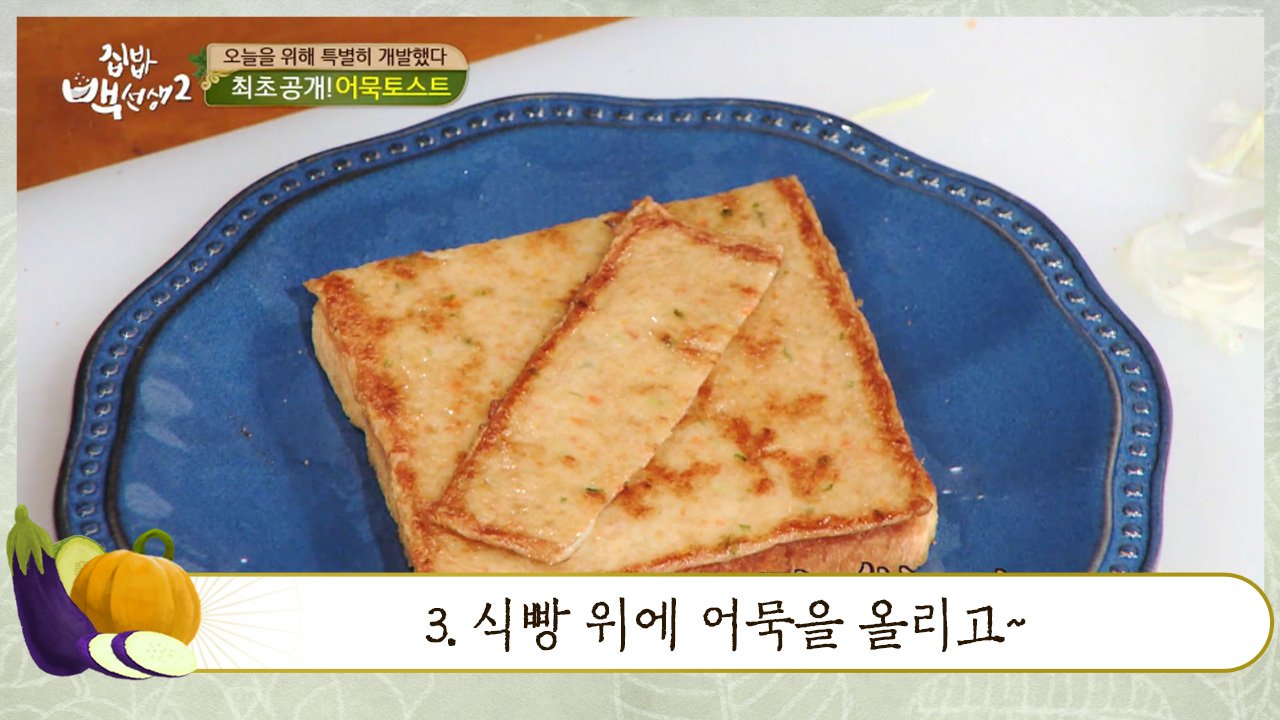 집밥
백선생2
오늘을 위해 특별히 개발했다
최초공개! 어묵토스트
3. 식빵 위에 어묵을 올리고~